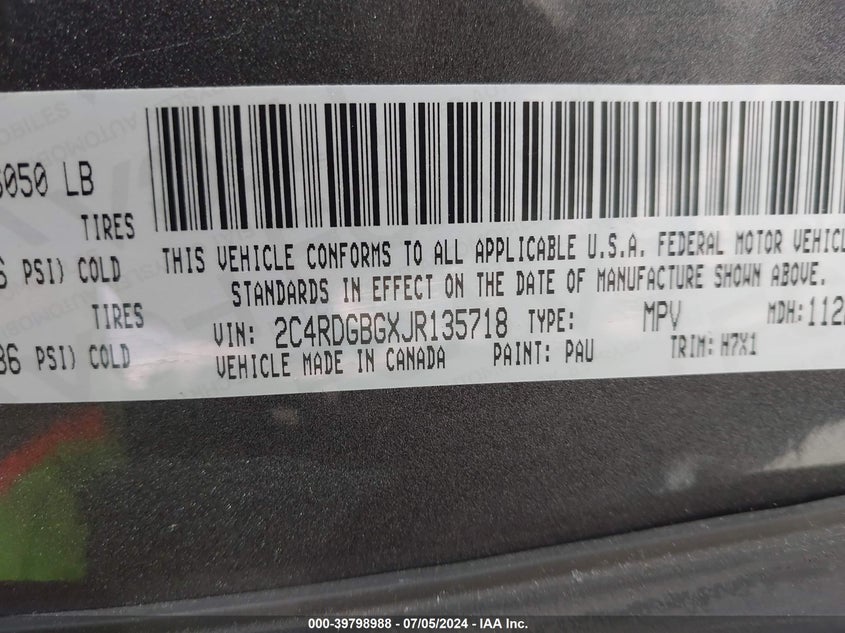 6050 LB
TIRES
6 PSI) COLD
THIS VEHICLE CONFORMS TO ALL APPLICABLE U.S.A. FEDERAL MOTOR VEHICL
STANDARDS IN EFFECT ON THE DATE OF MANUFACTURE SHOWN ABOVE.
TIRES
VIN: 2C4RDGBGXJR135718 TYPE: MPV MDH:112
36 PSI) COLD
VEHICLE MADE IN CANADA PAINT: PAU TRIM: H7X1
000-39798988 - 07/05/2024 - IAA Inc.